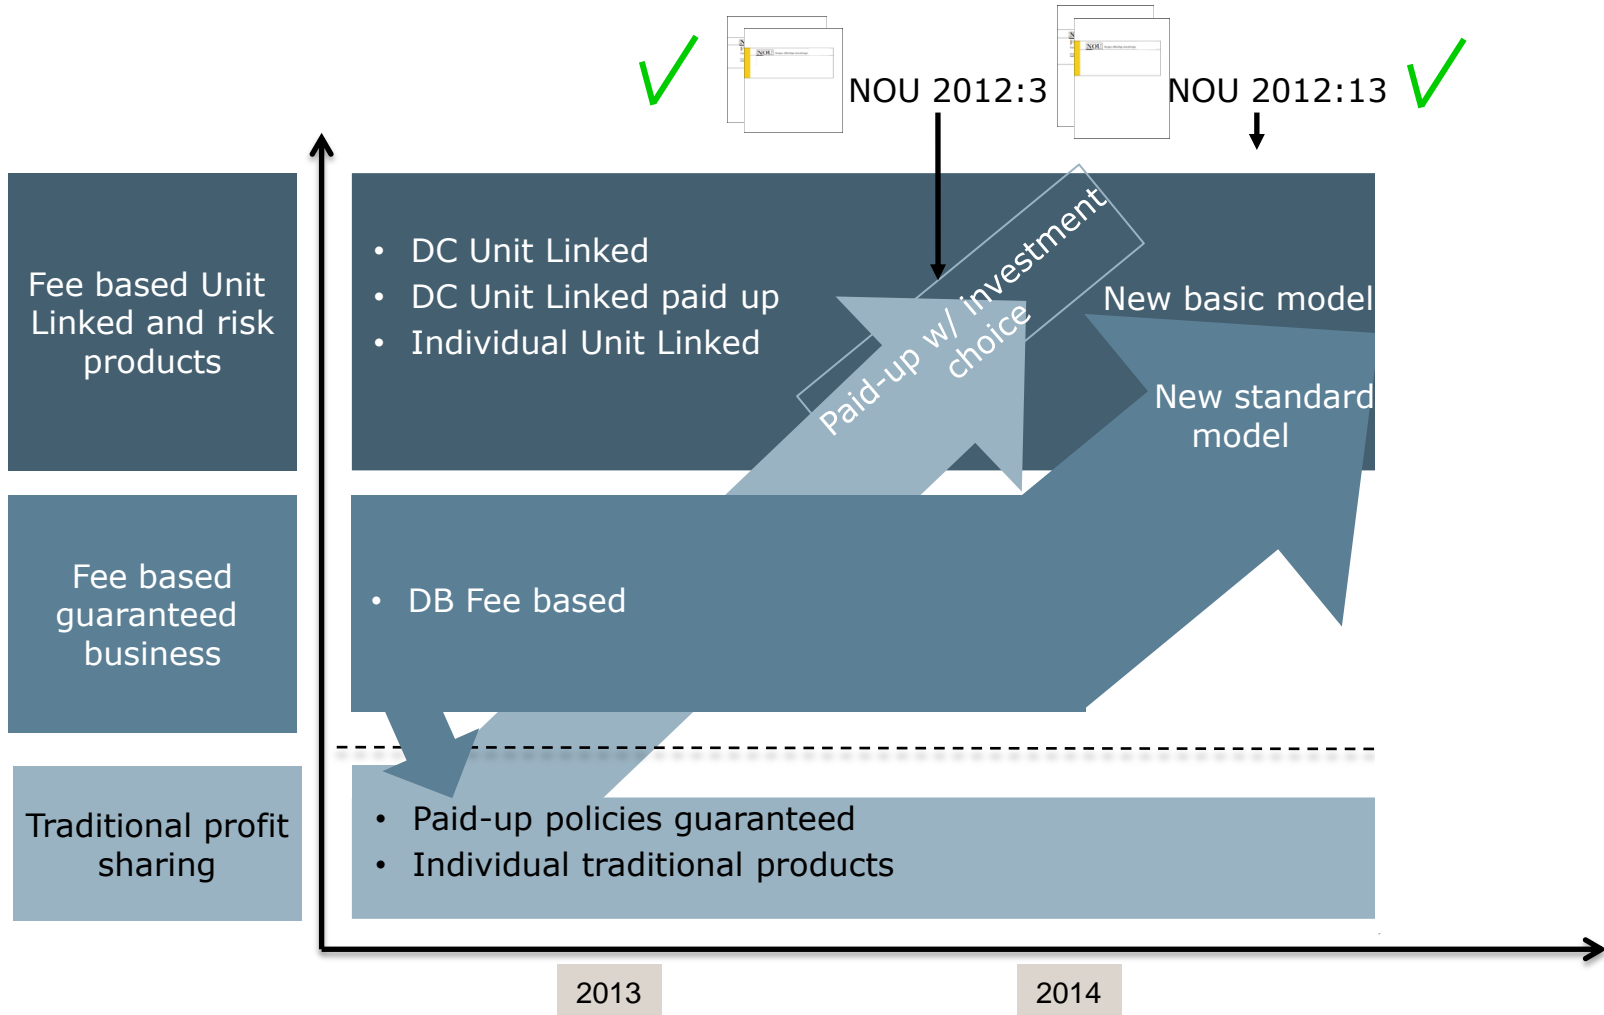 NOU
NOU
NOU 2012:3
NOU 2012:13
Fee based Unit
Linked and risk
products
• DC Unit Linked
• DC Unit Linked paid up
• Individual Unit Linked
Paid-up w/ investment
choice
New basic model
New standard
model
Fee based
guaranteed
business
• DB Fee based
Traditional profit
sharing
• Paid-up policies guaranteed
• Individual traditional products
2013
2014